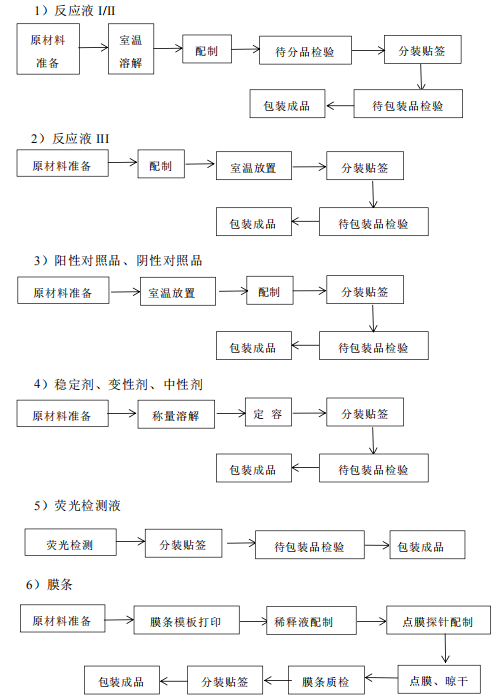 1）反应液 I/II
原材料
准备
室温
溶解
配制
待分品检验
分装贴签
包装成品
待包装品检验
2）反应液 III
原材料准备
配制
室温放置
分装贴签
包装成品
待包装品检验
3）阳性对照品、阴性对照品
原材料准备
室温放置
配制
分装贴签
包装成品
待包装品检验
4）稳定剂、变性剂、中性剂
原材料准备
称量溶解
定 容
分装贴签
包装成品
待包装品检验
5）荧光检测液
荧光检测
分装贴签
待包装品检验
包装成品
6）膜条
原材料准备
膜条模板打印
稀释液配制
点膜探针配制
包装成品
分装贴签
膜条质检
点膜、晾干